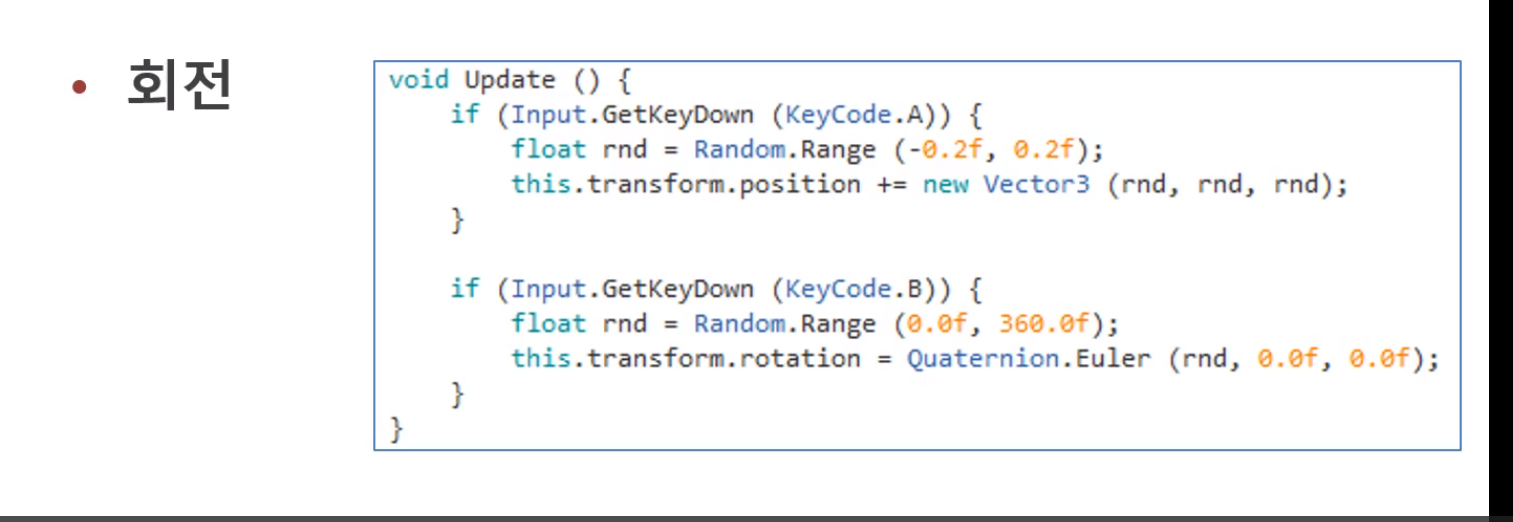 • 회전
void Update () {
    if (Input.GetKeyDown (KeyCode.A)) {
        float rnd = Random.Range (-0.2f, 0.2f);
        this.transform.position += new Vector3 (rnd, rnd, rnd);
    }

    if (Input.GetKeyDown (KeyCode.B)) {
        float rnd = Random.Range (0.0f, 360.0f);
        this.transform.rotation = Quaternion.Euler (rnd, 0.0f, 0.0f);
    }
}